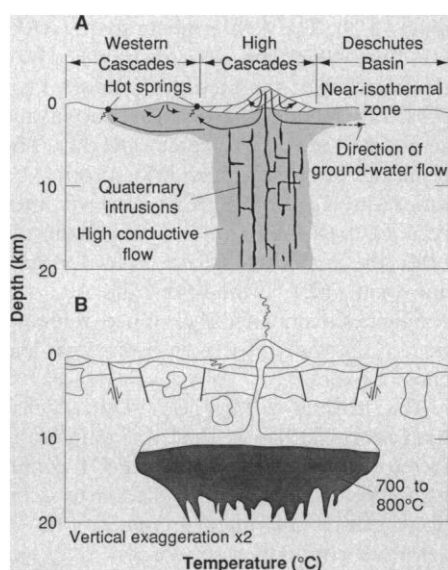 A
Western Cascades
High Cascades
Deschutes Basin
Hot springs
Near-isothermal zone
0
Direction of ground-water flow
10
Quaternary intrusions
High conductive flow
20
Depth (km)
B
0
10
700 to 800°C
20
Vertical exaggeration x2
Temperature (°C)